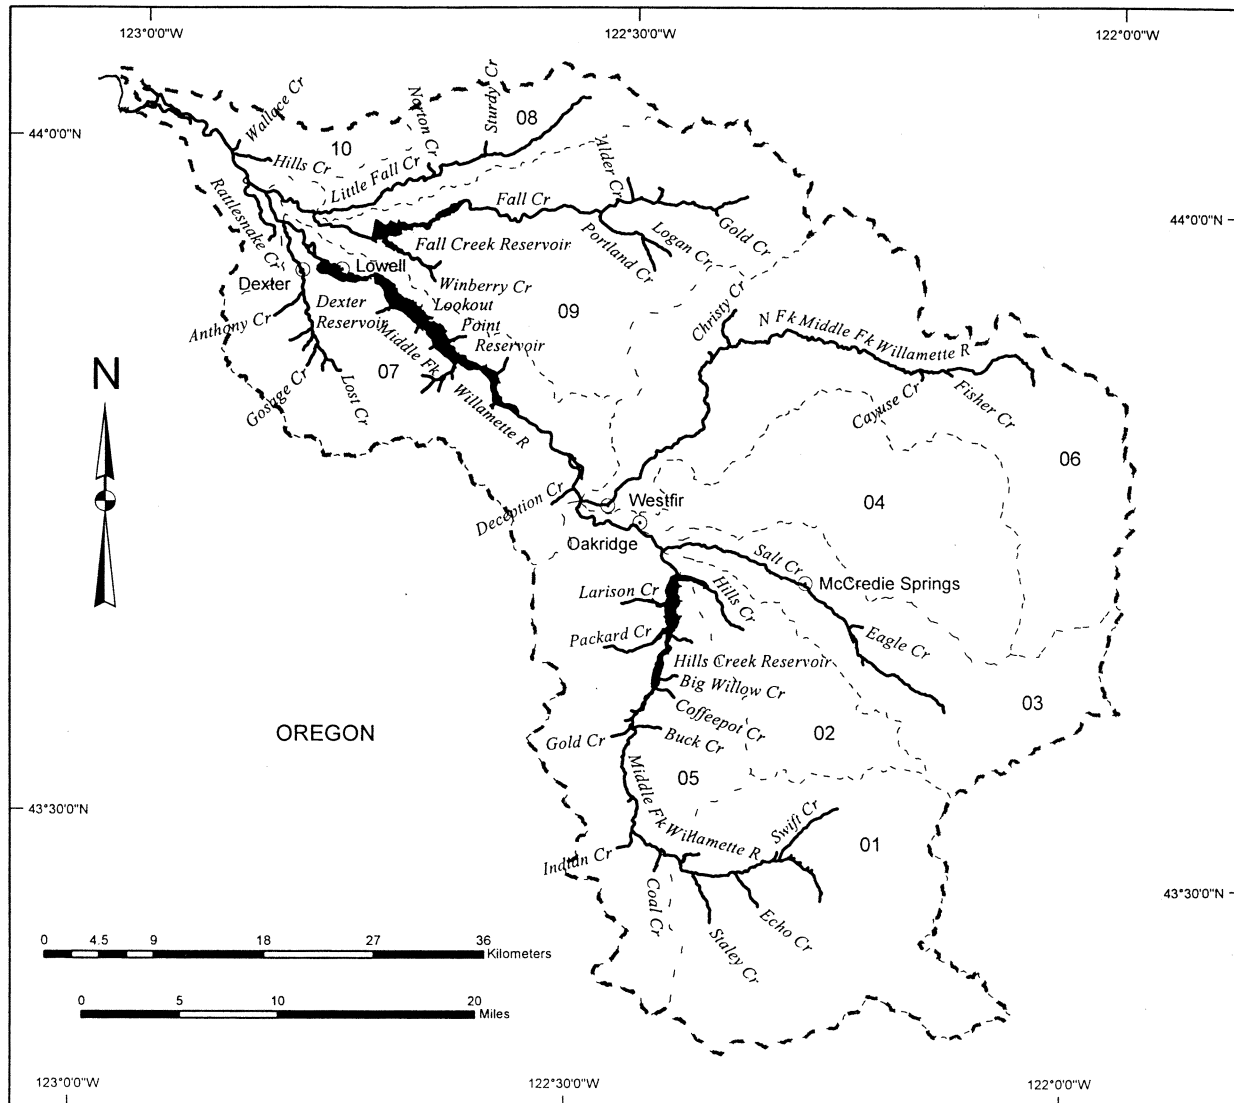 123°0'0"W
122°30'0"W
122°0'0"W
44°0'0"N
44°0'0"N
Wallace Cr
Norton Cr
Sturdy Cr
08
10
Hills Cr
Little Fall Cr
Alder Cr
Rattlesnake Cr
Fall Cr
Gold Cr
Logan Cr
Portland Cr
Fall Creek Reservoir
Lowell
Dexter
Winberry Cr
Christy Cr
Dexter
Reservoir
Lookout
Point
Reservoir
09
N Fk Middle Fk Willamette R
Anthony Cr
Middle Fk
Willamette R
07
Gosage Cr
Lost Cr
Cayuse Cr
Fisher Cr
N
06
04
Deception Cr
Westfir
Oakridge
Salt Cr
McCredie Springs
Larison Cr
Hills Cr
Packard Cr
Eagle Cr
Hills Creek Reservoir
Big Willow Cr
Coffeepot Cr
03
02
OREGON
Gold Cr
Buck Cr
05
Middle Fk Willamette R
Swift Cr
01
43°30'0"N
43°30'0"N
Indian Cr
Coal Cr
Staley Cr
Echo Cr
0 4.5 9 18 27 36
Kilometers
0 5 10 20
Miles
123°0'0"W
122°30'0"W
122°0'0"W